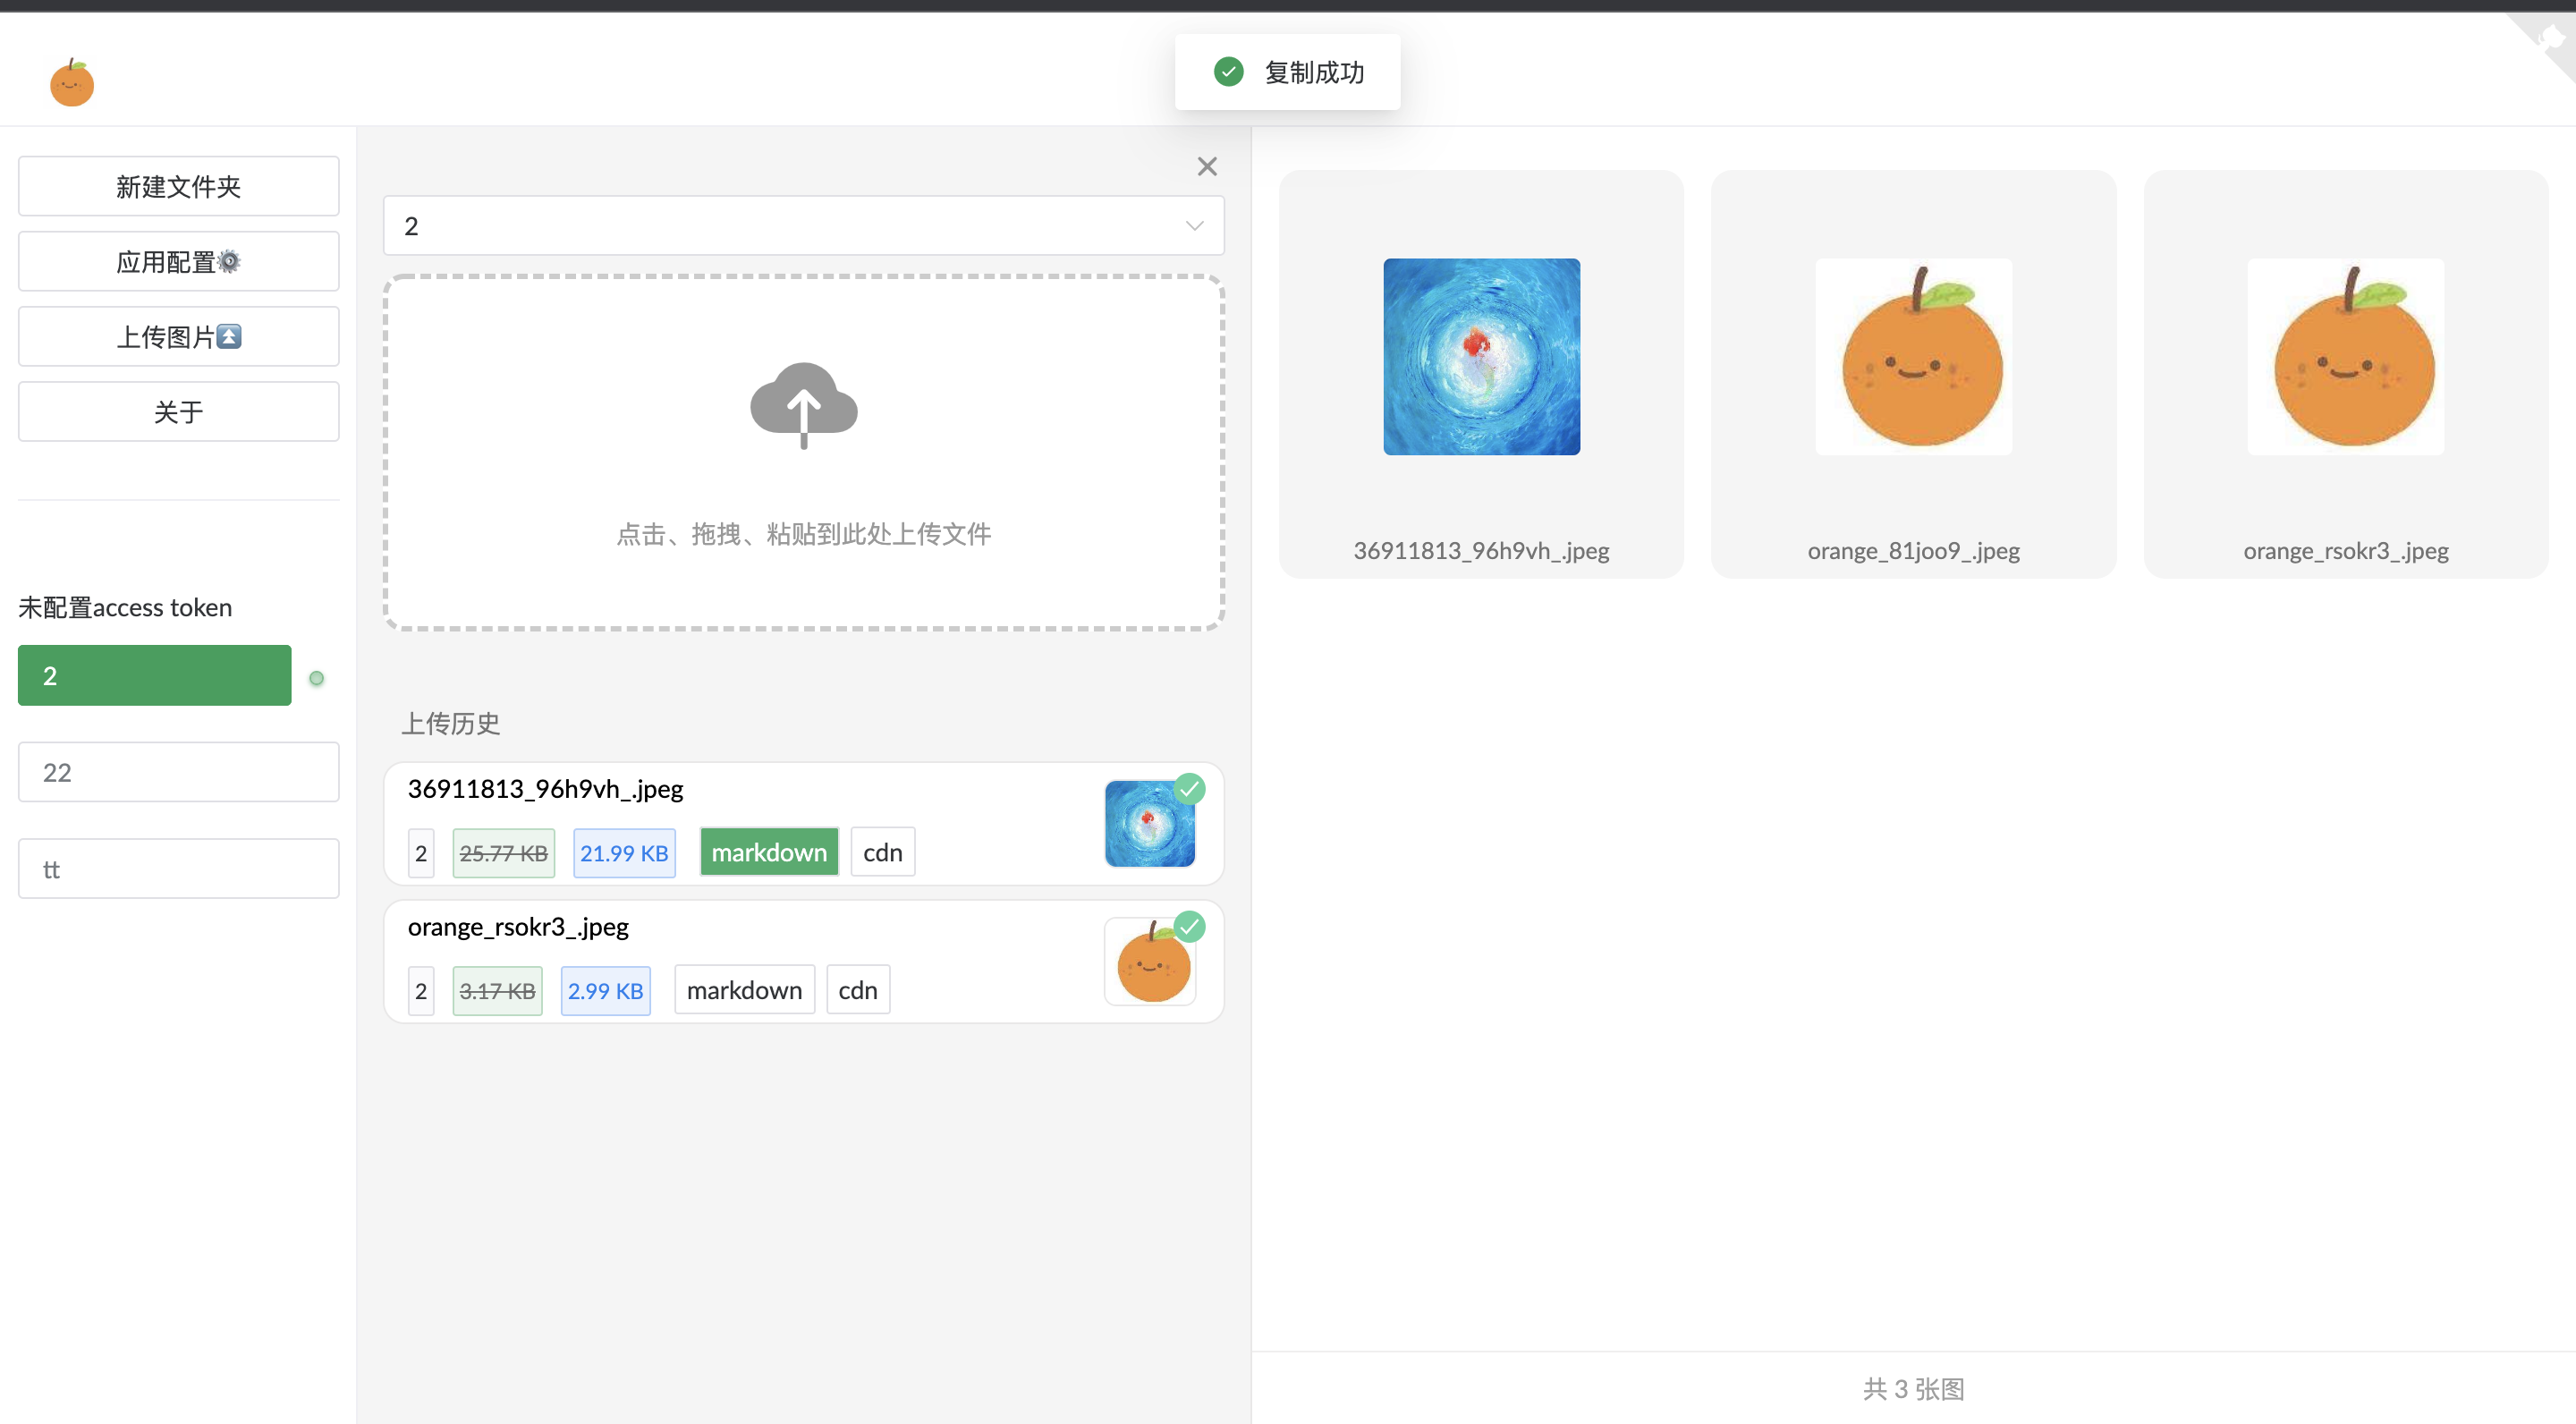 复制成功
新建文件夹
应用配置
上传图片
关于
未配置access token
2
22
tt
2
点击、拖拽、粘贴到此处上传文件
上传历史
36911813_96h9vh_.jpeg
2 25.77 KB 21.99 KB markdown cdn
orange_rsokr3_.jpeg
2 3.17 KB 2.99 KB markdown cdn
36911813_96h9vh_.jpeg
orange_81joo9_.jpeg
orange_rsokr3_.jpeg
共 3 张图